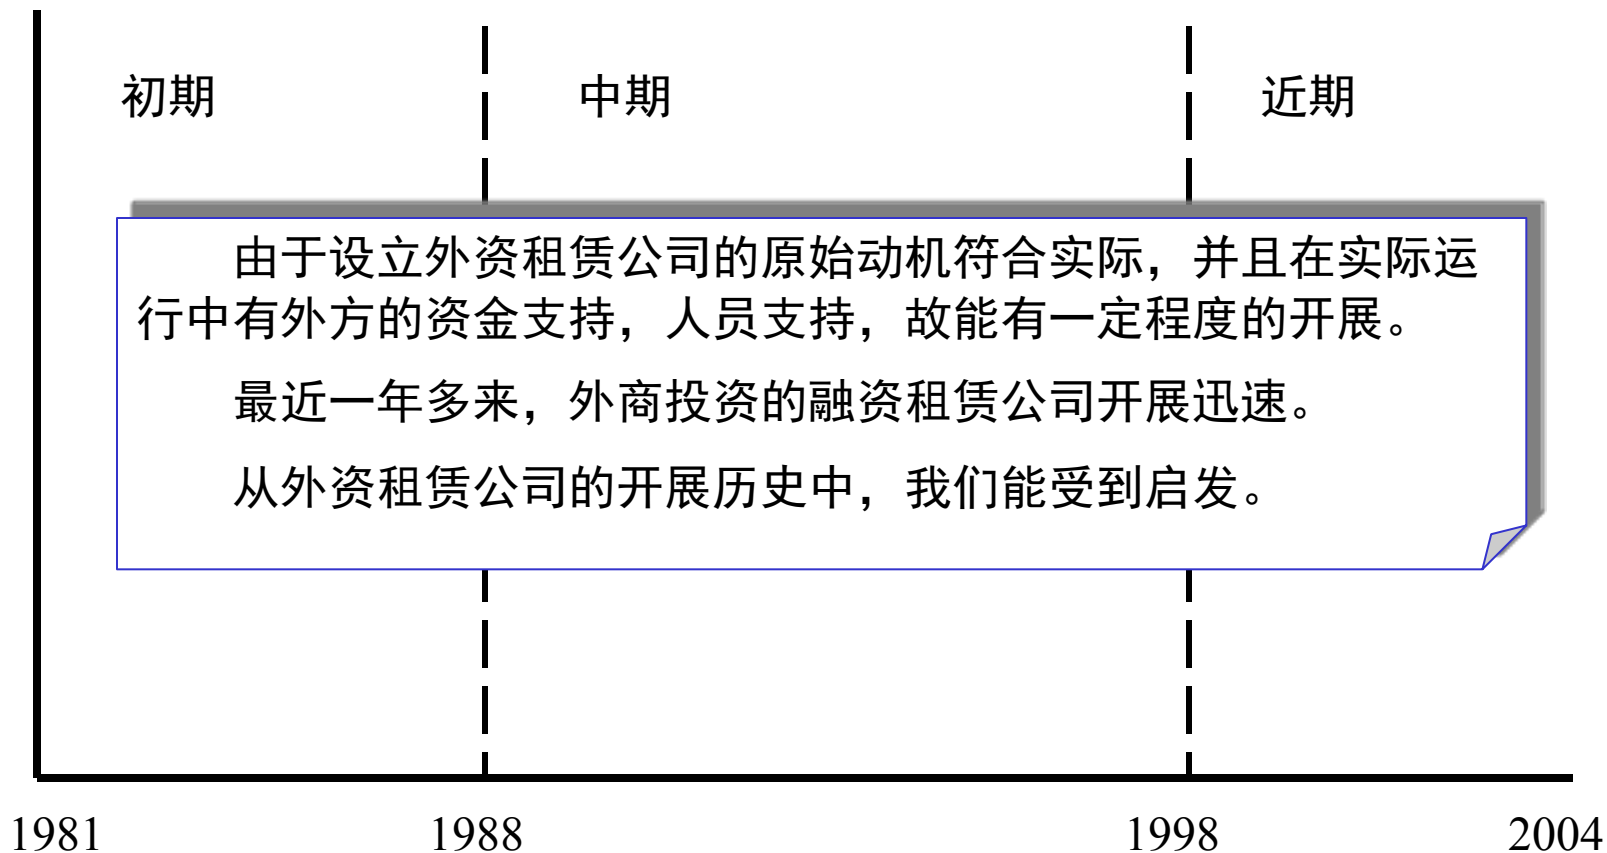 初期 中期 近期
由于设立外资租赁公司的原始动机符合实际，并且在实际运
行中有外方的资金支持，人员支持，故能有一定程度的开展。
最近一年多来，外商投资的融资租赁公司开展迅速。
从外资租赁公司的开展历史中，我们能受到启发。
1981 1988 1998 2004